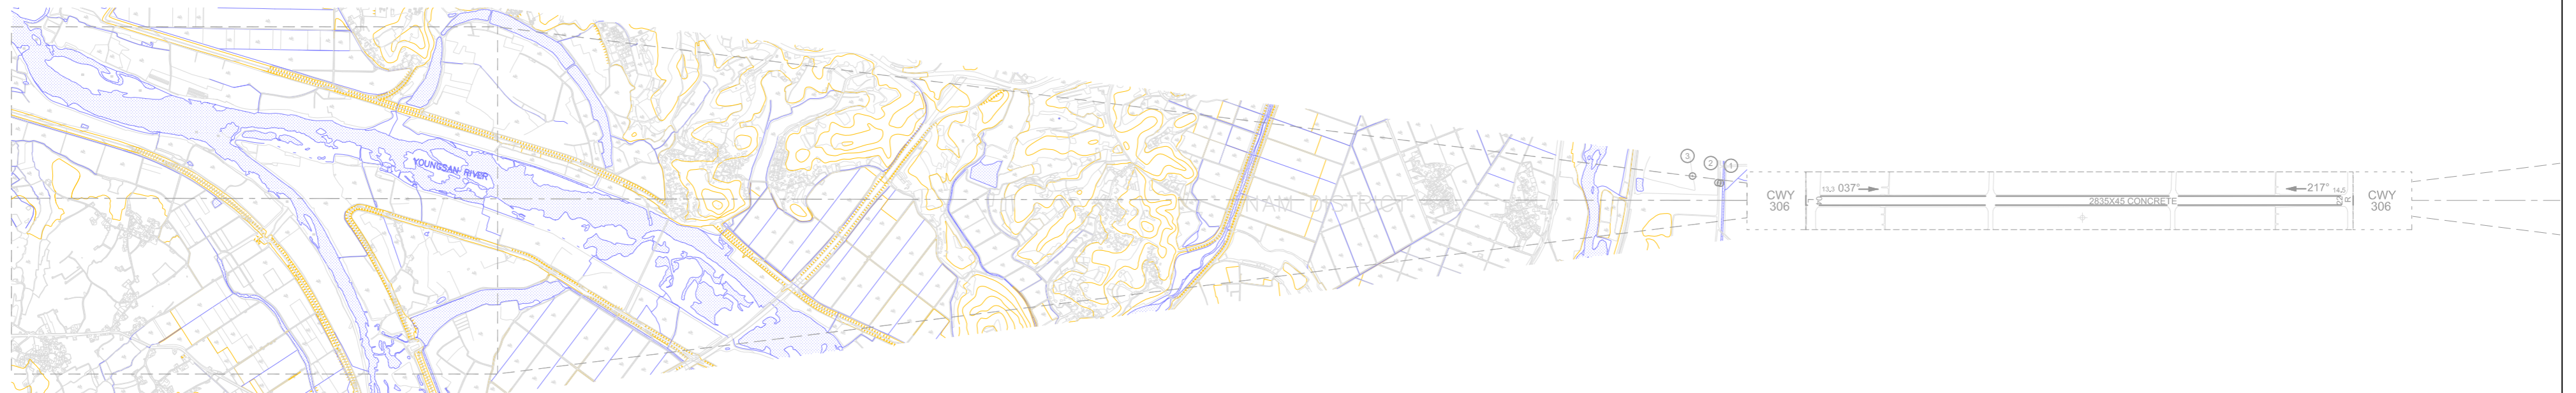 YOUNGSAN RIVER
NAM DISTRICT
3
2
1
CWY
306
13.3 037°
2835X45 CONCRETE
217° 14.5
CWY
306